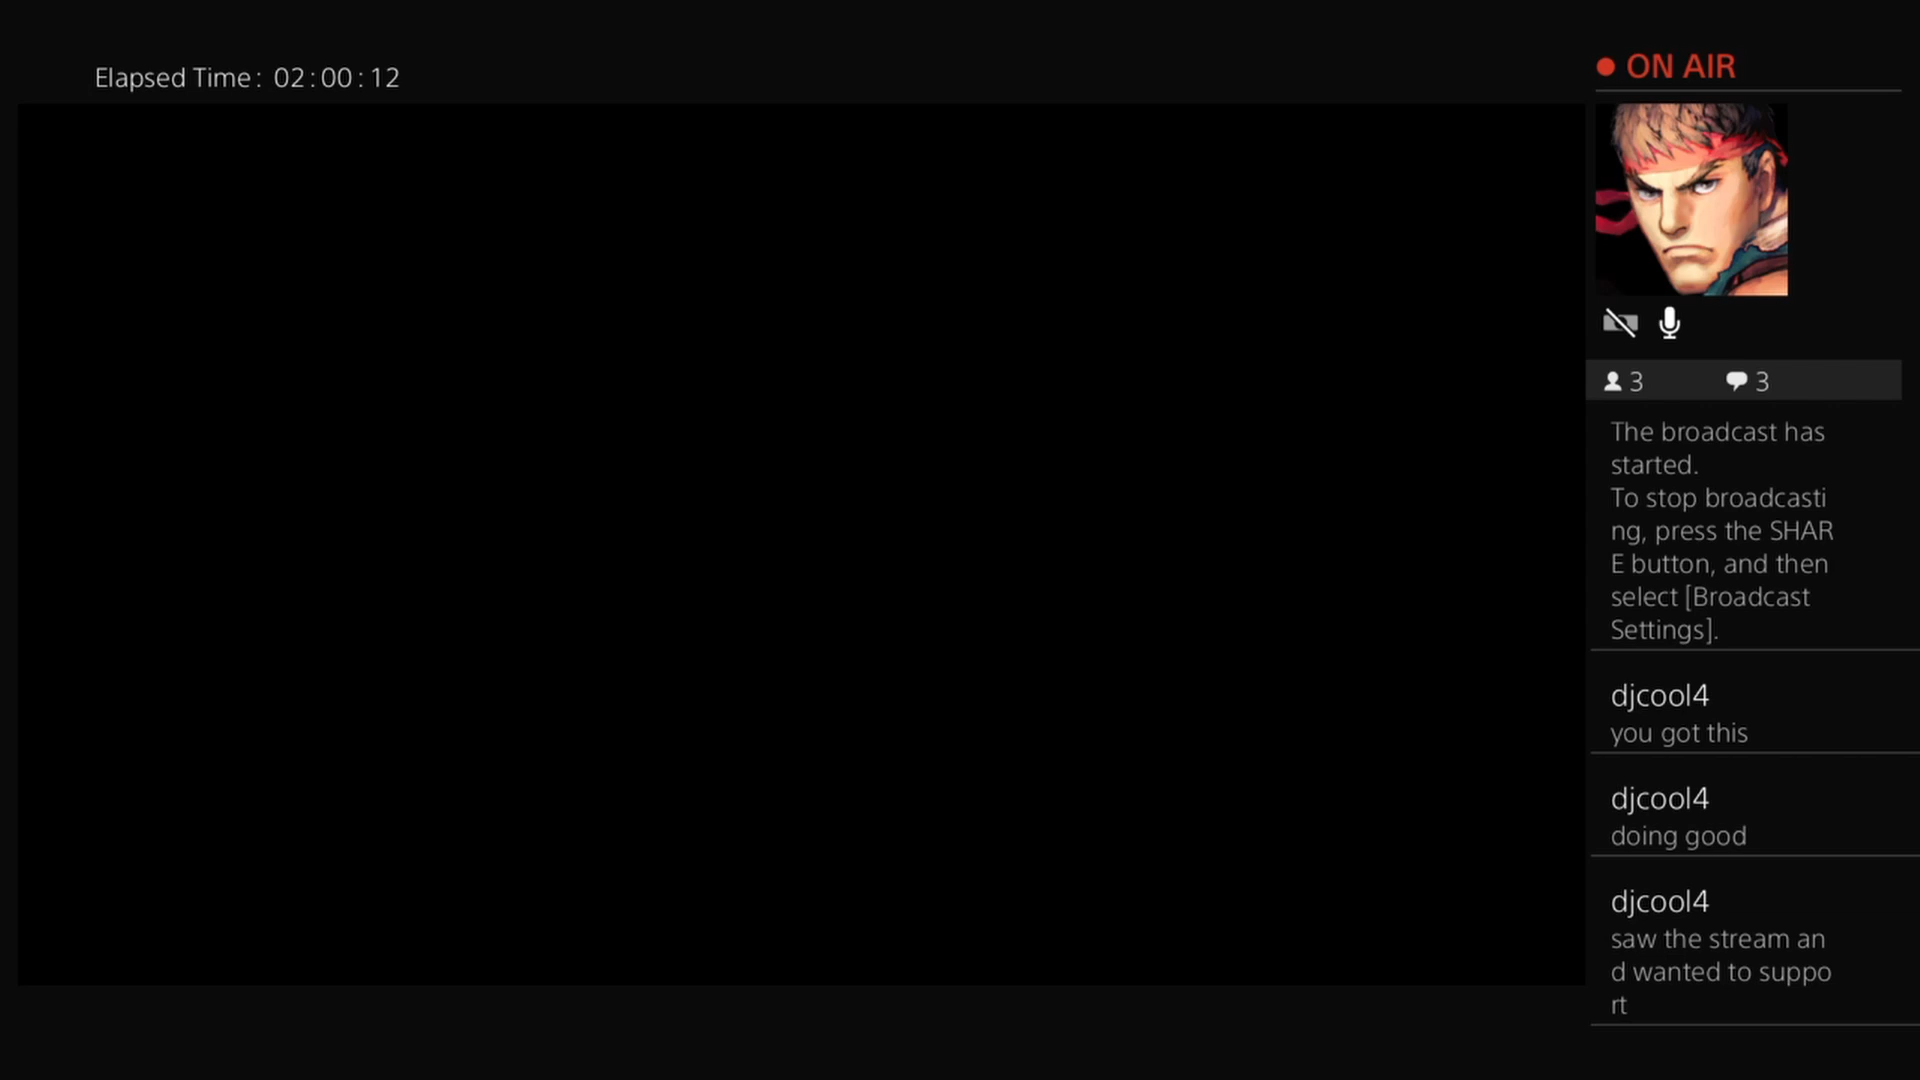 Elapsed Time: 02:00:12
ON AIR
3 3
The broadcast has
started.
To stop broadcasti
ng, press the SHAR
E button, and then
select [Broadcast
Settings].
djcool4
you got this
djcool4
doing good
djcool4
saw the stream an
d wanted to suppo
rt